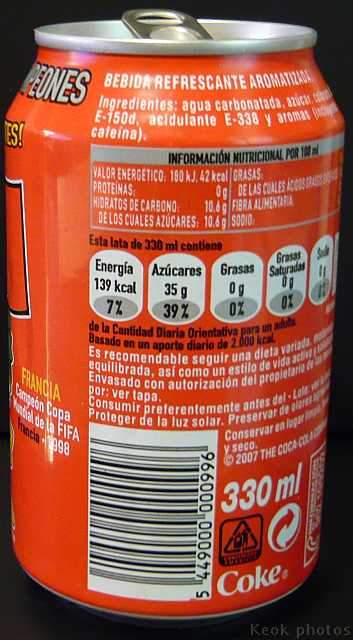 PEONES
BEBIDA REFRESCANTE AROMATIZADA
Ingredientes: agua carbonatada, azúcar,
E-150d, acidulante E-338 y aromas
cafeína).
ES!
INFORMACIÓN NUTRICIONAL POR 100 ml
VALOR ENERGÉTICO: 180 kJ, 42 kcal GRASAS:
PROTEÍNAS: 0 g DE LAS CUALES ÁCIDOS GRASOS
HIDRATOS DE CARBONO: 10.6 g FIBRA ALIMENTARIA:
DE LOS CUALES AZÚCARES: 10.6 g SODIO:
Esta lata de 330 ml contiene
Energía 139 kcal 7%
Azúcares 35 g 39%
Grasas 0 g 0%
Grasas Saturadas 0 g 0%
Sodio 0 g 0%
de la Cantidad Diaria Orientativa para un adulto.
Basado en un aporte diario de 2.000 kcal.
Es recomendable seguir una dieta variada,
equilibrada, así como un estilo de vida activo
Envasado con autorización del propietario de
por: ver tapa.
Consumir preferentemente antes del - Lote: ver
Proteger de la luz solar. Preservar de olores
Conservar en lugar
y seco.
© 2007 THE COCA-COLA
FRANCIA
Campeón Copa
Mundial de la FIFA
Francia - 1998
5 449000 000996
330 ml
Coke®
Keok photos